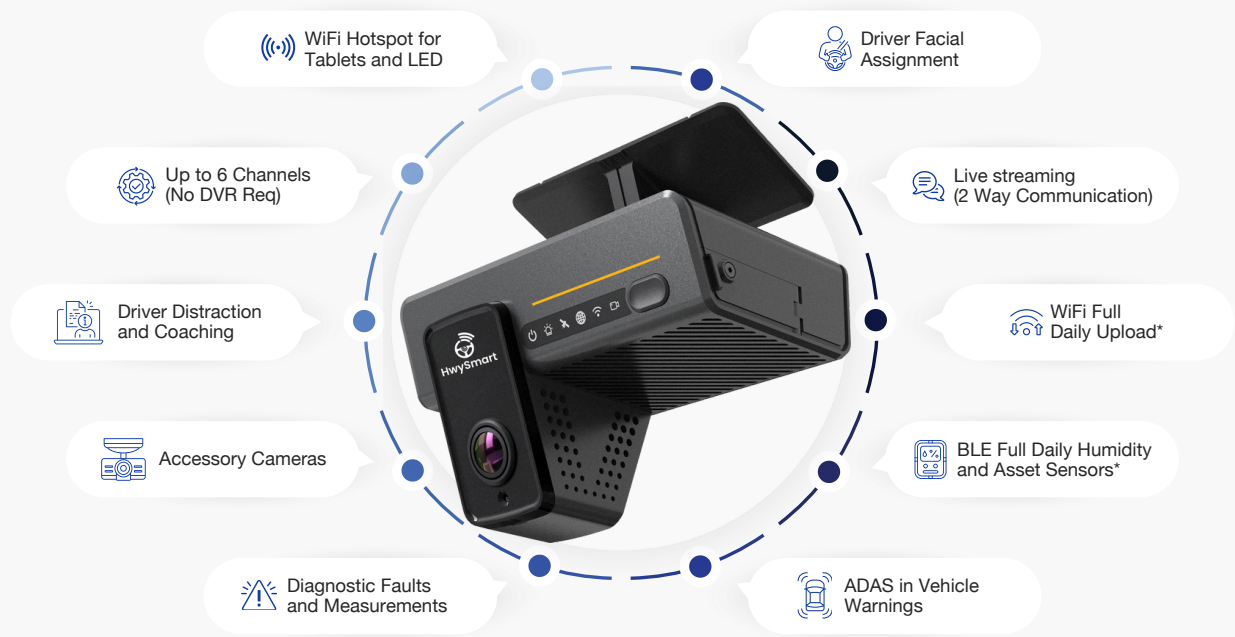 WiFi Hotspot for
Tablets and LED
Driver Facial
Assignment
Up to 6 Channels
(No DVR Req)
Live streaming
(2 Way Communication)
Driver Distraction
and Coaching
WiFi Full
Daily Upload*
HwySmart
Accessory Cameras
BLE Full Daily Humidity
and Asset Sensors*
Diagnostic Faults
and Measurements
ADAS in Vehicle
Warnings